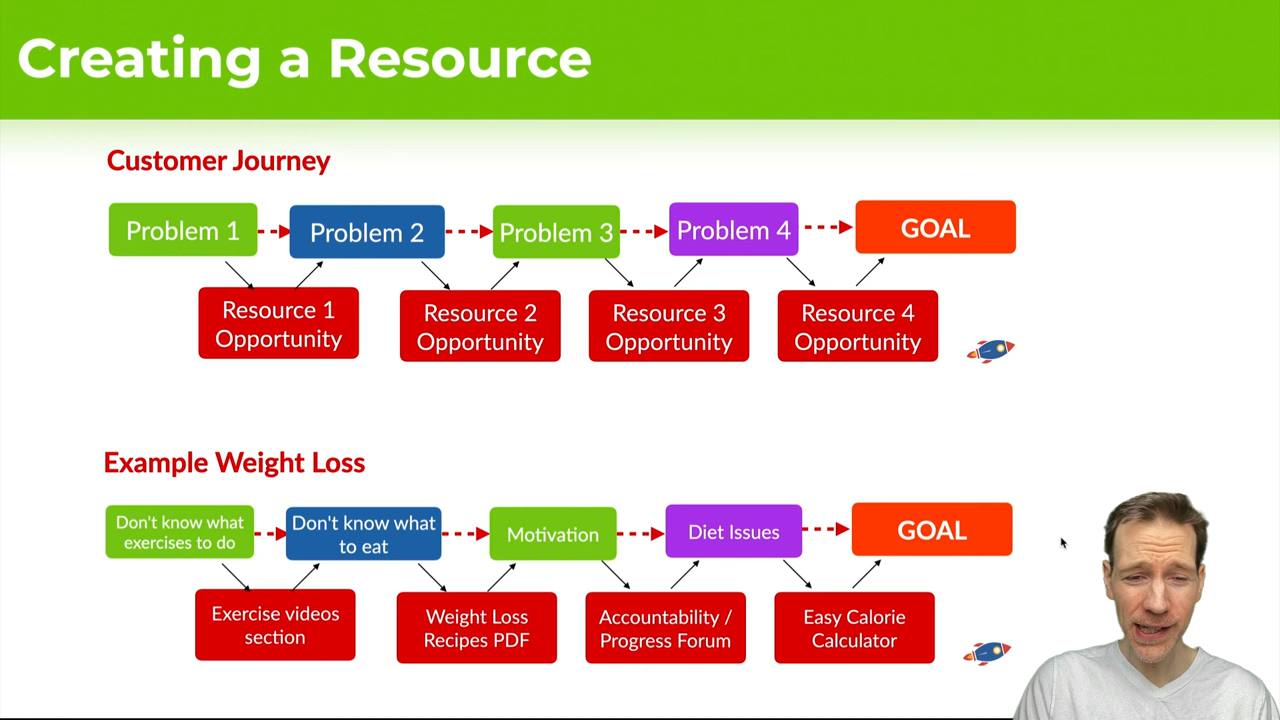 Creating a Resource
Customer Journey
Problem 1
Problem 2
Problem 3
Problem 4
GOAL
Resource 1
Opportunity
Resource 2
Opportunity
Resource 3
Opportunity
Resource 4
Opportunity
Example Weight Loss
Don't know what
exercises to do
Don't know what
to eat
Motivation
Diet Issues
GOAL
Exercise videos
section
Weight Loss
Recipes PDF
Accountability /
Progress Forum
Easy Calorie
Calculator